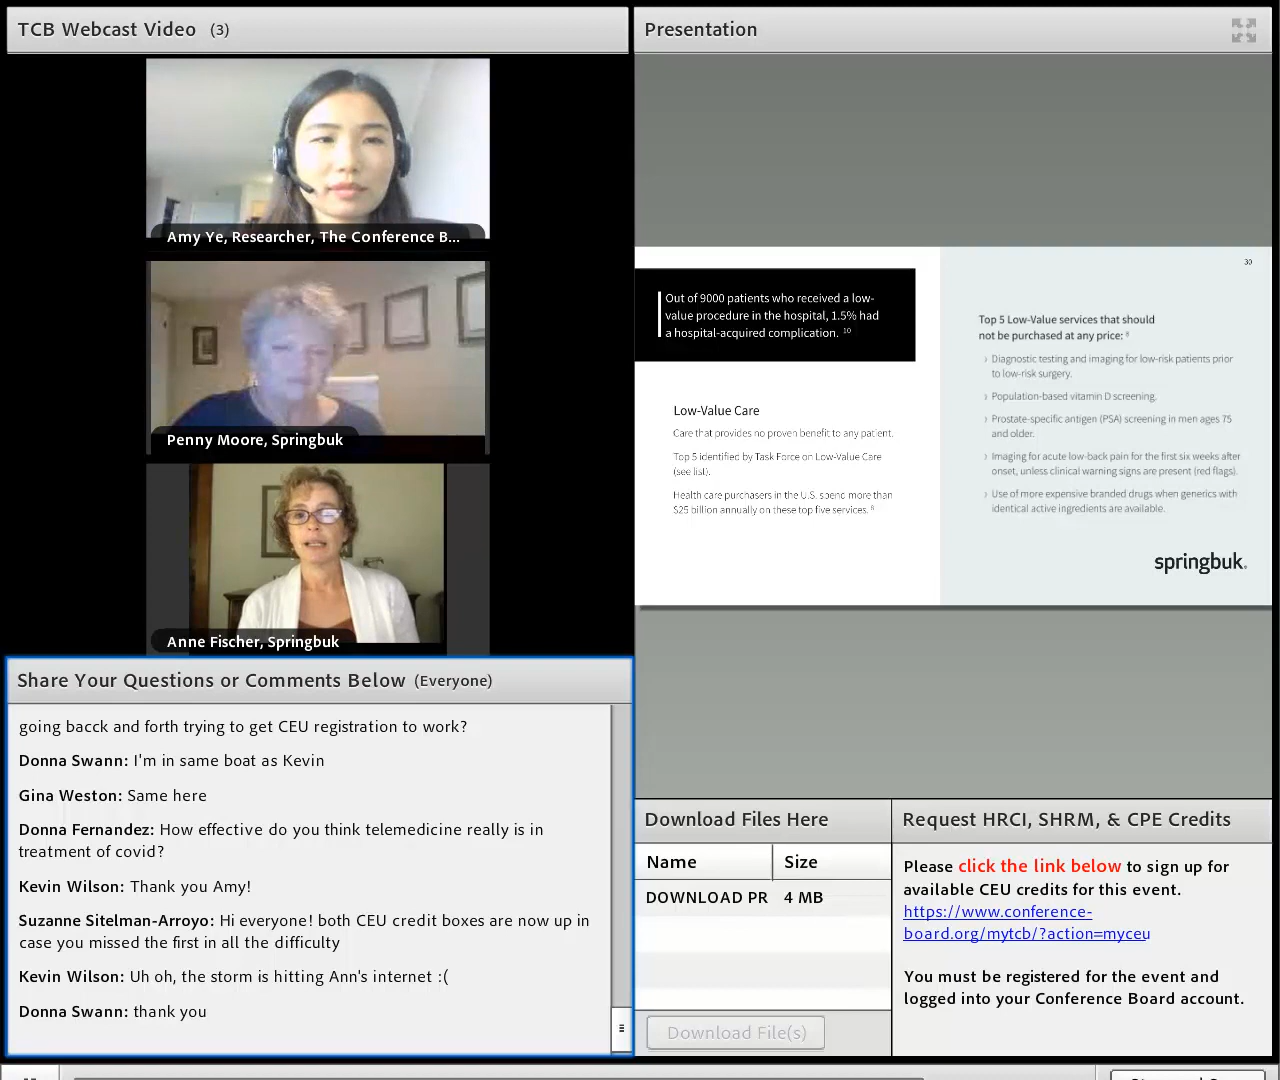 TCB Webcast Video (3)
Amy Ye, Researcher, The Conference B...
Penny Moore, Springbuk
Anne Fischer, Springbuk
Share Your Questions or Comments Below (Everyone)
going bacck and forth trying to get CEU registration to work?
Donna Swann: I'm in same boat as Kevin
Gina Weston: Same here
Donna Fernandez: How effective do you think telemedicine really is in
treatment of covid?
Kevin Wilson: Thank you Amy!
Suzanne Sitelman-Arroyo: Hi everyone! both CEU credit boxes are now up in
case you missed the first in all the difficulty
Kevin Wilson: Uh oh, the storm is hitting Ann's internet :(
Donna Swann: thank you
Presentation
Out of 9000 patients who received a low-
value procedure in the hospital, 1.5% had
a hospital-acquired complication. 10
Low-Value Care
Care that provides no proven benefit to any patient.
Top 5 identified by Task Force on Low-Value Care
(see list).
Health care purchasers in the U.S. spend more than
$25 billion annually on these top five services. 8
30
Top 5 Low-Value services that should
not be purchased at any price: 8
› Diagnostic testing and imaging for low-risk patients prior
to low-risk surgery.
› Population-based vitamin D screening.
› Prostate-specific antigen (PSA) screening in men ages 75
and older.
› Imaging for acute low-back pain for the first six weeks after
onset, unless clinical warning signs are present (red flags).
› Use of more expensive branded drugs when generics with
identical active ingredients are available.
springbuk.
Download Files Here
Name Size
DOWNLOAD PR 4 MB
Download File(s)
Request HRCI, SHRM, & CPE Credits
Please click the link below to sign up for
available CEU credits for this event.
https://www.conference-
board.org/mytcb/?action=myceu
You must be registered for the event and
logged into your Conference Board account.